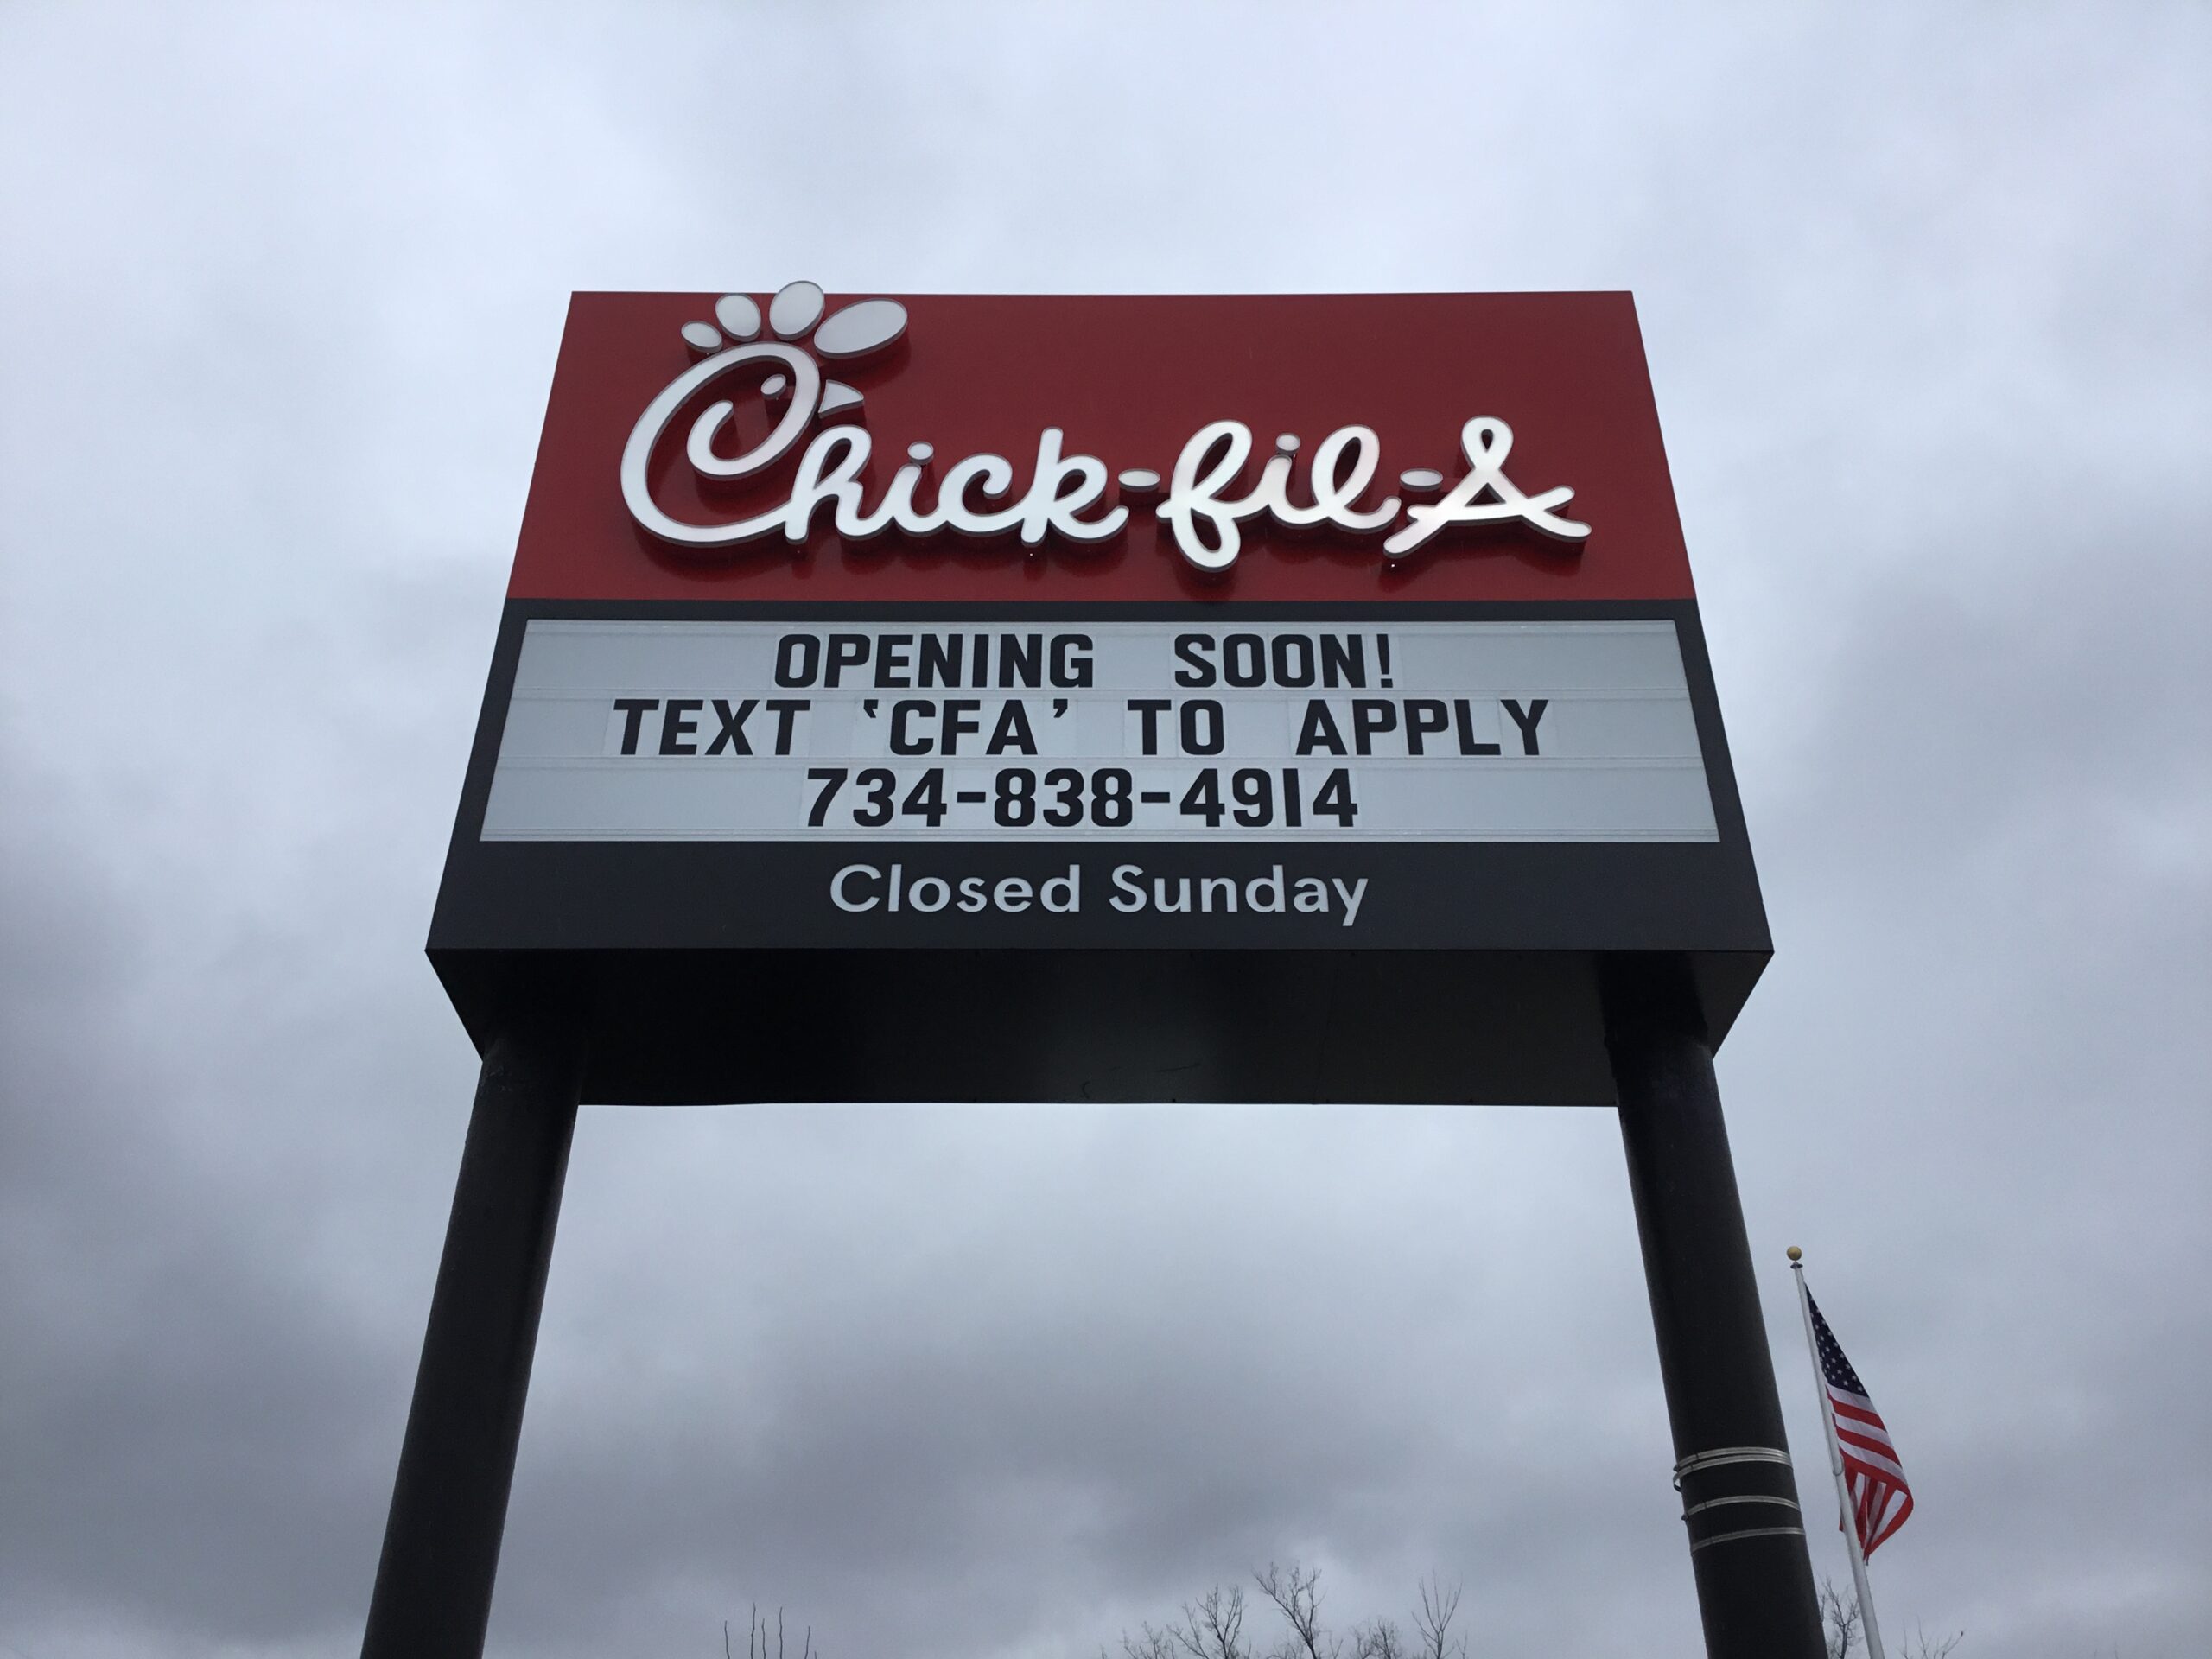 Chick-fil-A
OPENING SOON!
TEXT 'CFA' TO APPLY
734-838-4914
Closed Sunday